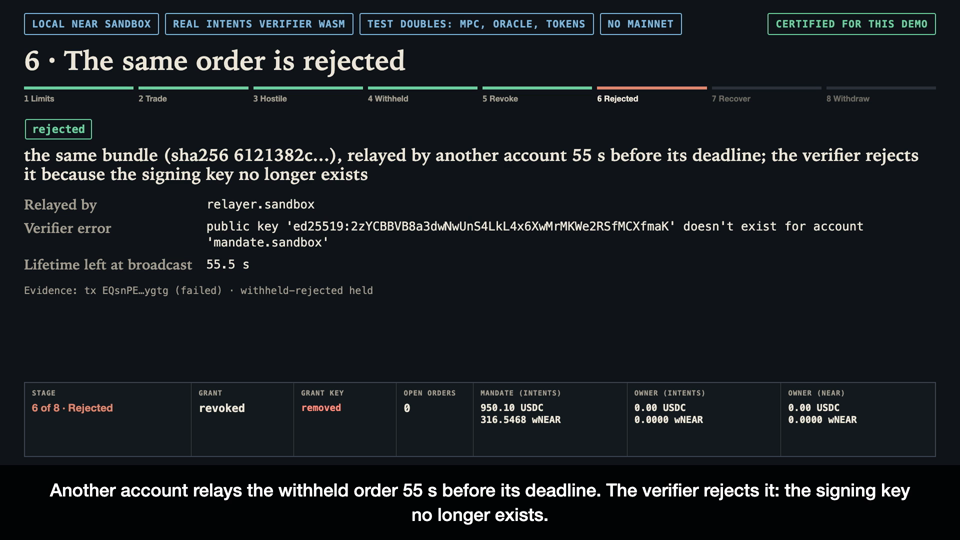 LOCAL NEAR SANDBOX
REAL INTENTS VERIFIER WASM
TEST DOUBLES: MPC, ORACLE, TOKENS
NO MAINNET
CERTIFIED FOR THIS DEMO
6 · The same order is rejected
1 Limits
2 Trade
3 Hostile
4 Withheld
5 Revoke
6 Rejected
7 Recover
8 Withdraw
rejected
the same bundle (sha256 6121382c…), relayed by another account 55 s before its deadline; the verifier rejects
it because the signing key no longer exists
Relayed by relayer.sandbox
Verifier error public key 'ed25519:2zYCBBVB8a3dwNwUnS4LkL4x6XwMrMKWe2RSfMCXfmaK' doesn't exist for account
'mandate.sandbox'
Lifetime left at broadcast 55.5 s
Evidence: tx EQsnPE…ygtg (failed) · withheld-rejected held
STAGE
6 of 8 · Rejected
GRANT
revoked
GRANT KEY
removed
OPEN ORDERS
0
MANDATE (INTENTS)
950.10 USDC
316.5468 wNEAR
OWNER (INTENTS)
0.00 USDC
0.0000 wNEAR
OWNER (NEAR)
0.00 USDC
0.0000 wNEAR
Another account relays the withheld order 55 s before its deadline. The verifier rejects it: the signing key
no longer exists.